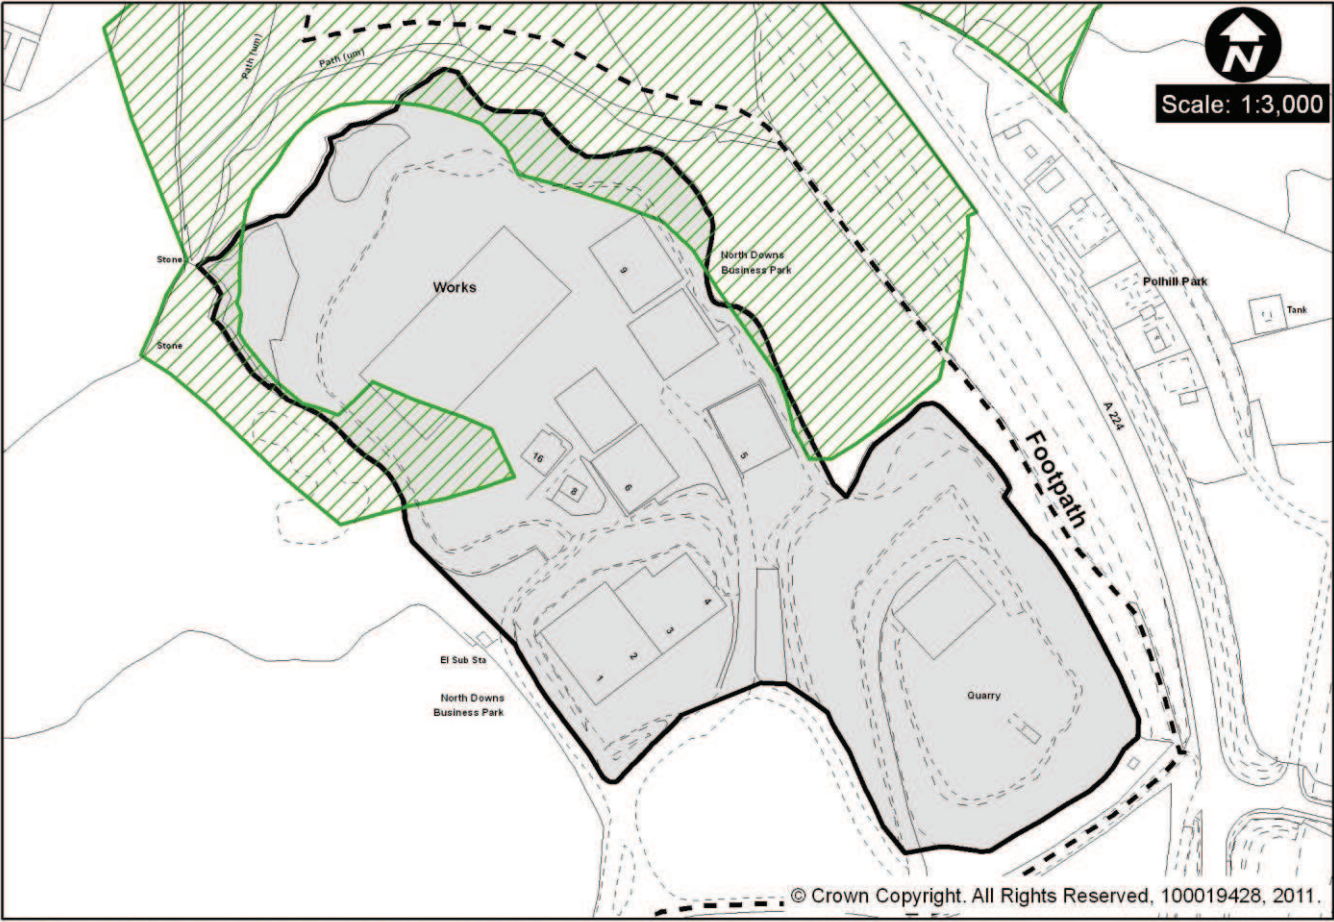 N
Scale: 1:3,000
Path (um)
Path (um)
Stone
North Downs
Business Park
9
Works
Polhill Park
Tank
Stone
A 224
Footpath
5
16
8
6
4
3
2
1
El Sub Sta
North Downs
Business Park
Quarry
© Crown Copyright. All Rights Reserved, 100019428, 2011.